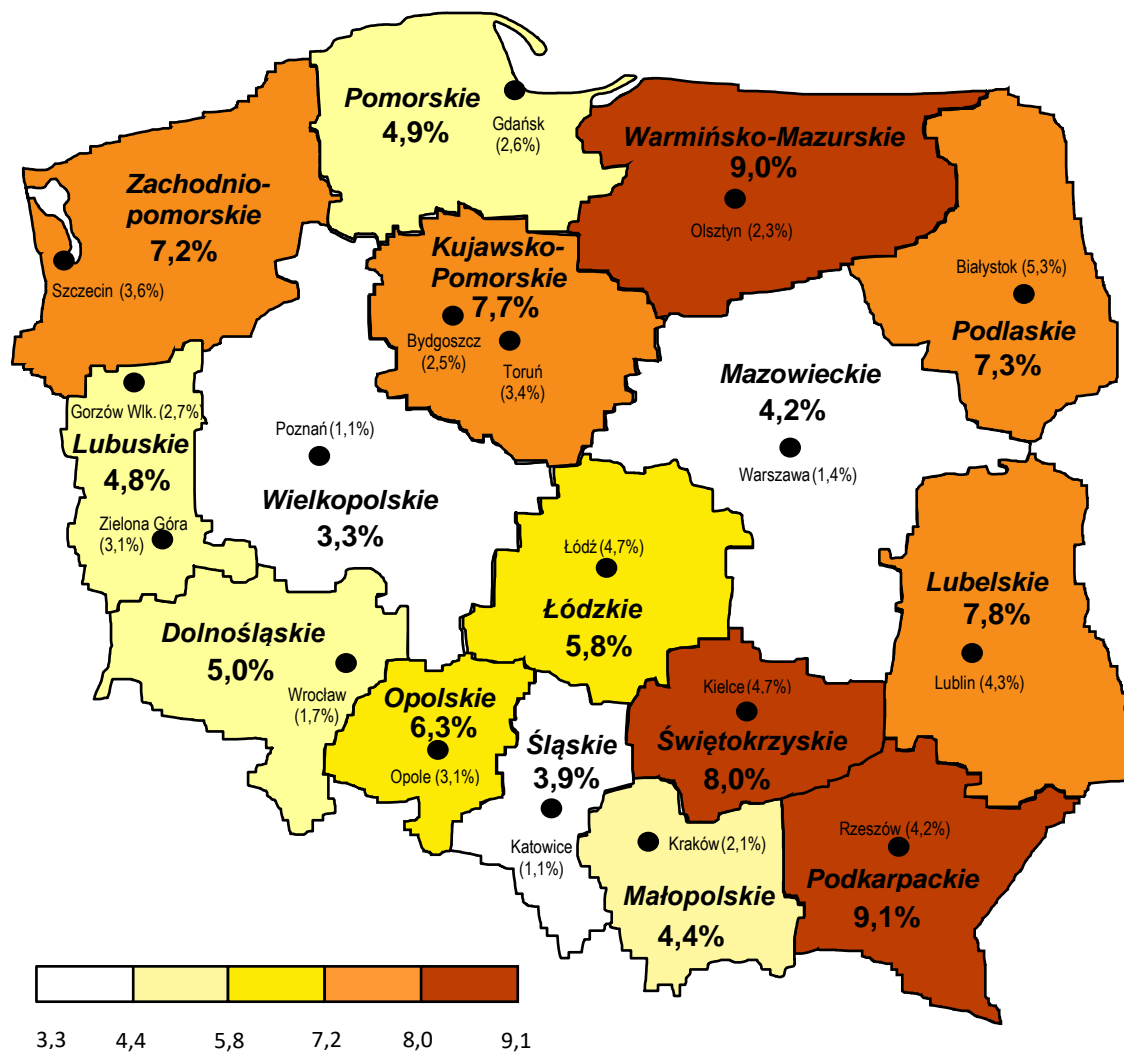 Pomorskie
4,9%
Gdańsk
(2,6%)
Warmińsko-Mazurskie
9,0%
Olsztyn (2,3%)
Zachodnio-
pomorskie
7,2%
Szczecin (3,6%)
Kujawsko-
Pomorskie
7,7%
Bydgoszcz
(2,5%)
Toruń
(3,4%)
Białystok (5,3%)
Podlaskie
7,3%
Mazowieckie
4,2%
Warszawa (1,4%)
Gorzów Wlk. (2,7%)
Lubuskie
4,8%
Zielona Góra
(3,1%)
Poznań (1,1%)
Wielkopolskie
3,3%
Łódź (4,7%)
Łódzkie
5,8%
Lubelskie
7,8%
Lublin (4,3%)
Dolnośląskie
5,0%
Wrocław
(1,7%)
Opolskie
6,3%
Opole (3,1%)
Śląskie
3,9%
Katowice
(1,1%)
Kielce (4,7%)
Świętokrzyskie
8,0%
Kraków (2,1%)
Małopolskie
4,4%
Rzeszów (4,2%)
Podkarpackie
9,1%
3,3 4,4 5,8 7,2 8,0 9,1